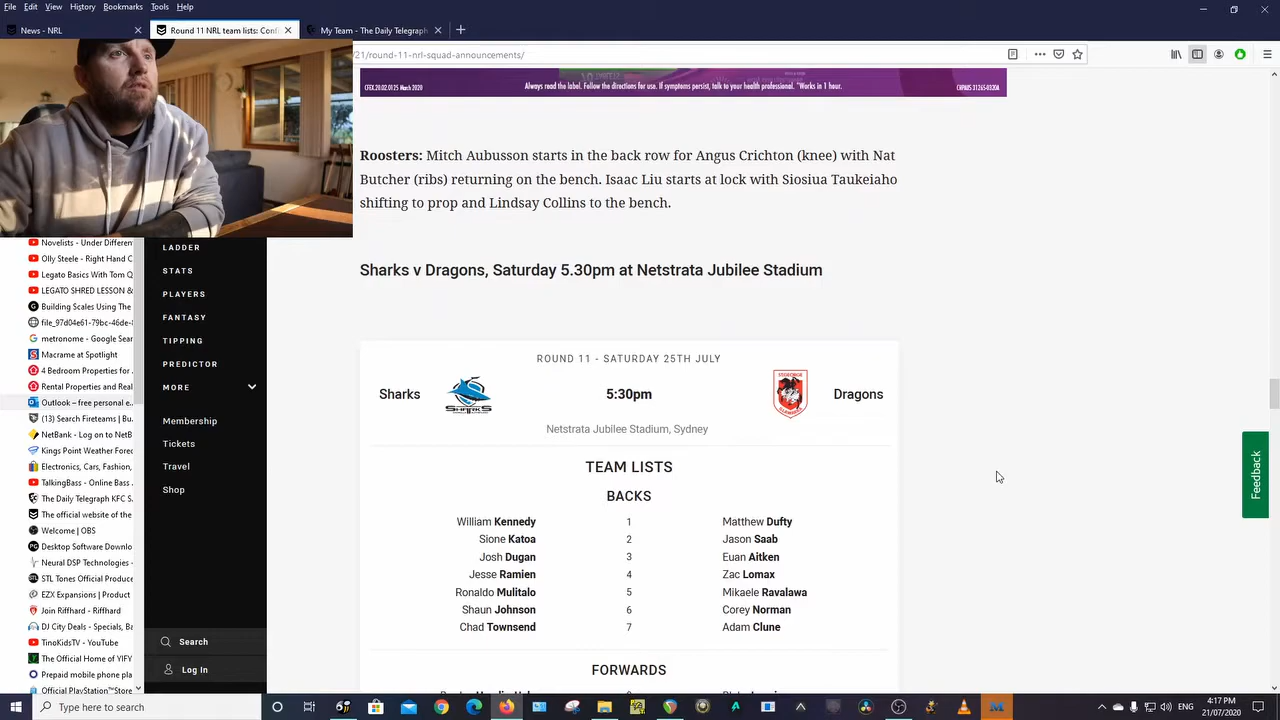 File Edit View History Bookmarks Tools Help
News - NRL
Round 11 NRL team lists: Conf
My Team - The Daily Telegraph
/21/round-11-nrl-squad-announcements/
CFEX.20.02.0125 March 2020
Always read the label. Follow the directions for use. If symptoms persist, talk to your health professional. *Works in 1 hour.
CHPAUS 31265-0320A
Roosters: Mitch Aubusson starts in the back row for Angus Crichton (knee) with Nat
Butcher (ribs) returning on the bench. Isaac Liu starts at lock with Siosiua Taukeiaho
shifting to prop and Lindsay Collins to the bench.
Sharks v Dragons, Saturday 5.30pm at Netstrata Jubilee Stadium
ROUND 11 - SATURDAY 25TH JULY
Sharks
SHARKS
5:30pm
Dragons
Netstrata Jubilee Stadium, Sydney
TEAM LISTS
BACKS
William Kennedy 1 Matthew Dufty
Sione Katoa 2 Jason Saab
Josh Dugan 3 Euan Aitken
Jesse Ramien 4 Zac Lomax
Ronaldo Mulitalo 5 Mikaele Ravalawa
Shaun Johnson 6 Corey Norman
Chad Townsend 7 Adam Clune
FORWARDS
Feedback
Novelists - Under Differen
Olly Steele - Right Hand C
Legato Basics With Tom Q
LEGATO SHRED LESSON &
Building Scales Using The
file_97d04e61-79bc-46de-8
metronome - Google Sear
Macrame at Spotlight
4 Bedroom Properties for
Rental Properties and Real
Outlook – free personal e
(13) Search Fireteams | Bu
NetBank - Log on to NetB
Kings Point Weather Forec
Electronics, Cars, Fashion,
TalkingBass - Online Bass
The Daily Telegraph KFC S
The official website of the
Welcome | OBS
Desktop Software Downlo
Neural DSP Technologies -
STL Tones Official Produce
EZX Expansions | Product
Join Riffhard - Riffhard
DJ City Deals - Specials, Ba
TinoKidsTV - YouTube
The Official Home of YIFY
Prepaid mobile phone pla
Official PlayStation™Store
LADDER
STATS
PLAYERS
FANTASY
TIPPING
PREDICTOR
MORE
Membership
Tickets
Travel
Shop
Search
Log In
Type here to search
ENG
4:17 PM
21/07/2020